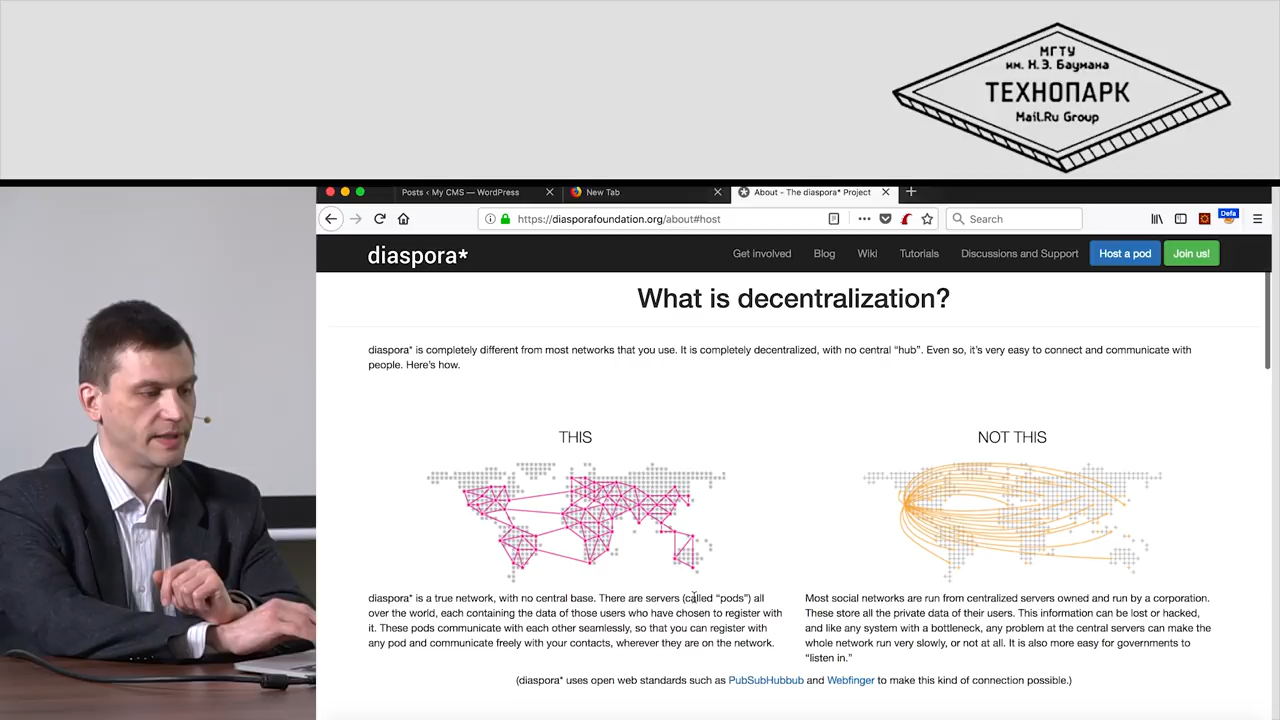 МГТУ
им. Н.Э. Баумана
ТЕХНОПАРК
Mail.Ru Group
Posts ‹ My CMS — WordPress
New Tab
About - The diaspora* Project
https://diasporafoundation.org/about#host
Search
Defa
diaspora*
Get involved
Blog
Wiki
Tutorials
Discussions and Support
Host a pod
Join us!
What is decentralization?
diaspora* is completely different from most networks that you use. It is completely decentralized, with no central “hub”. Even so, it’s very easy to connect and communicate with
people. Here’s how.
THIS
diaspora* is a true network, with no central base. There are servers (called “pods”) all
over the world, each containing the data of those users who have chosen to register with
it. These pods communicate with each other seamlessly, so that you can register with
any pod and communicate freely with your contacts, wherever they are on the network.
NOT THIS
Most social networks are run from centralized servers owned and run by a corporation.
These store all the private data of their users. This information can be lost or hacked,
and like any system with a bottleneck, any problem at the central servers can make the
whole network run very slowly, or not at all. It is also more easy for governments to
“listen in.”
(diaspora* uses open web standards such as PubSubHubbub and Webfinger to make this kind of connection possible.)